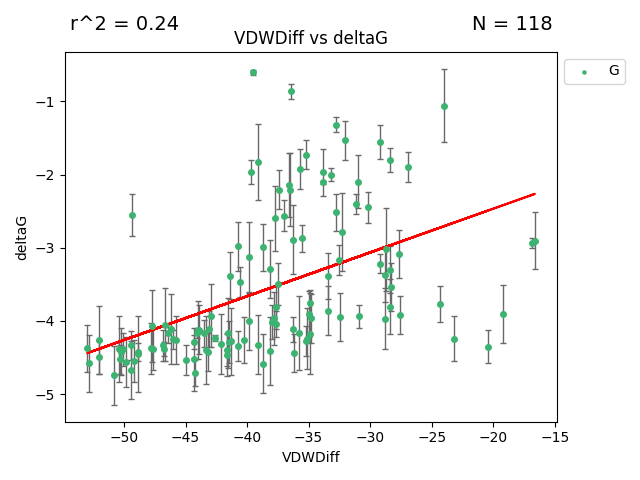 r^2 = 0.24
N = 118
VDWDiff vs deltaG
G
deltaG
−1
−2
−3
−4
−5
−50
−45
−40
−35
−30
−25
−20
−15
VDWDiff